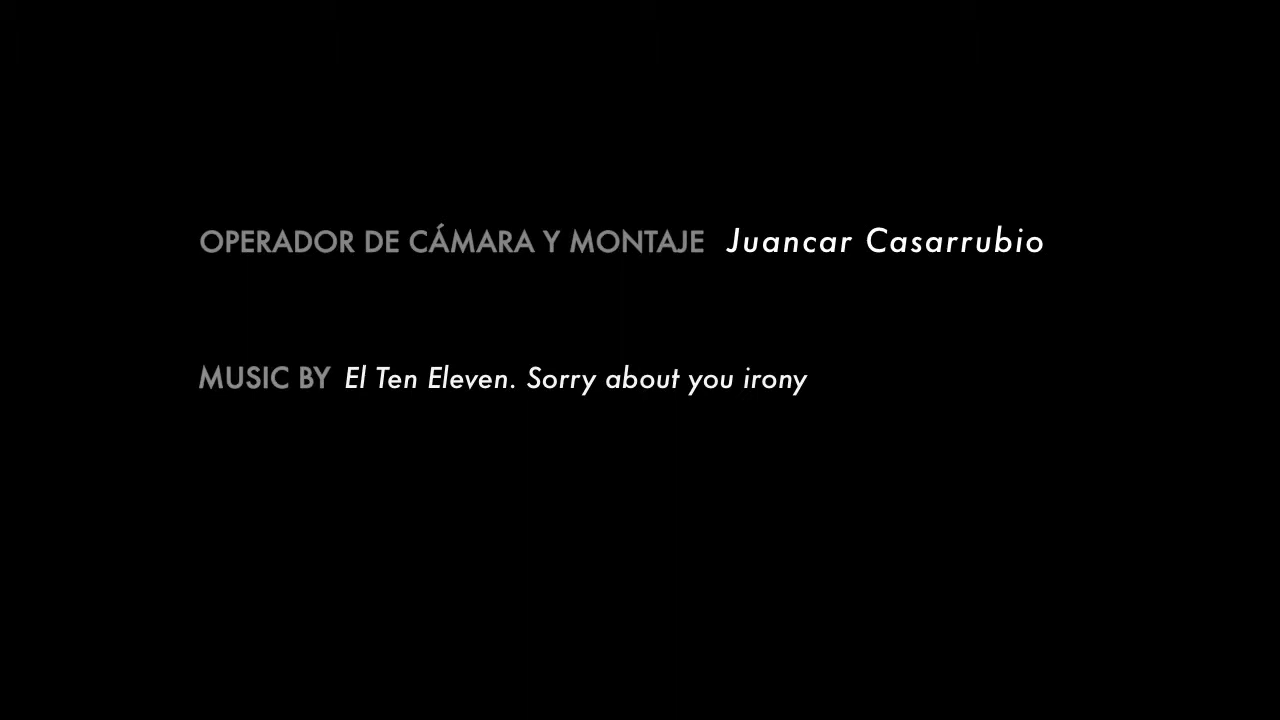 OPERADOR DE CÁMARA Y MONTAJE Juancar Casarrubio
MUSIC BY El Ten Eleven. Sorry about you irony